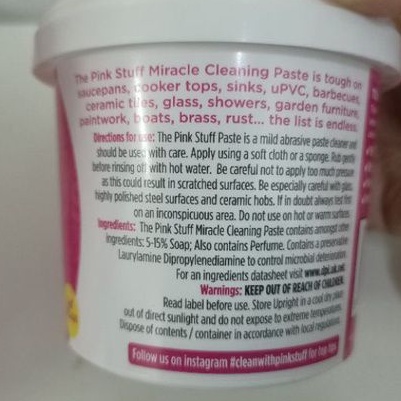 The Pink Stuff Miracle Cleaning Paste is tough on
saucepans, cooker tops, sinks, uPVC, barbecues,
ceramic tiles, glass, showers, garden furniture,
paintwork, boats, brass, rust... the list is endless.
Directions for use: The Pink Stuff Paste is a mild abrasive paste cleaner and
should be used with care. Apply using a soft cloth or a sponge. Rub gently
before rinsing off with hot water. Be careful not to apply too much pressure
as this could result in scratched surfaces. Be especially careful with glass,
highly polished steel surfaces and ceramic hobs. If in doubt always test first
on an inconspicuous area. Do not use on hot or warm surfaces.
Ingredients: The Pink Stuff Miracle Cleaning Paste contains amongst other
ingredients: 5-15% Soap; Also contains Perfume. Contains a preservative
Laurylamine Dipropylenediamine to control microbial deterioration.
For an ingredients datasheet visit www.dpi.uk.net.
Warnings: KEEP OUT OF REACH OF CHILDREN.
Read label before use. Store Upright in a cool dry place
out of direct sunlight and do not expose to extreme temperatures.
Dispose of contents / container in accordance with local regulations.
Follow us on instagram #cleanwithpinkstuff for top tips